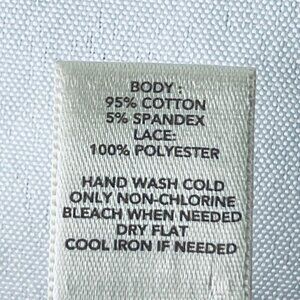 BODY :
95% COTTON
5% SPANDEX
LACE:
100% POLYESTER
HAND WASH COLD
ONLY NON-CHLORINE
BLEACH WHEN NEEDED
DRY FLAT
COOL IRON IF NEEDED